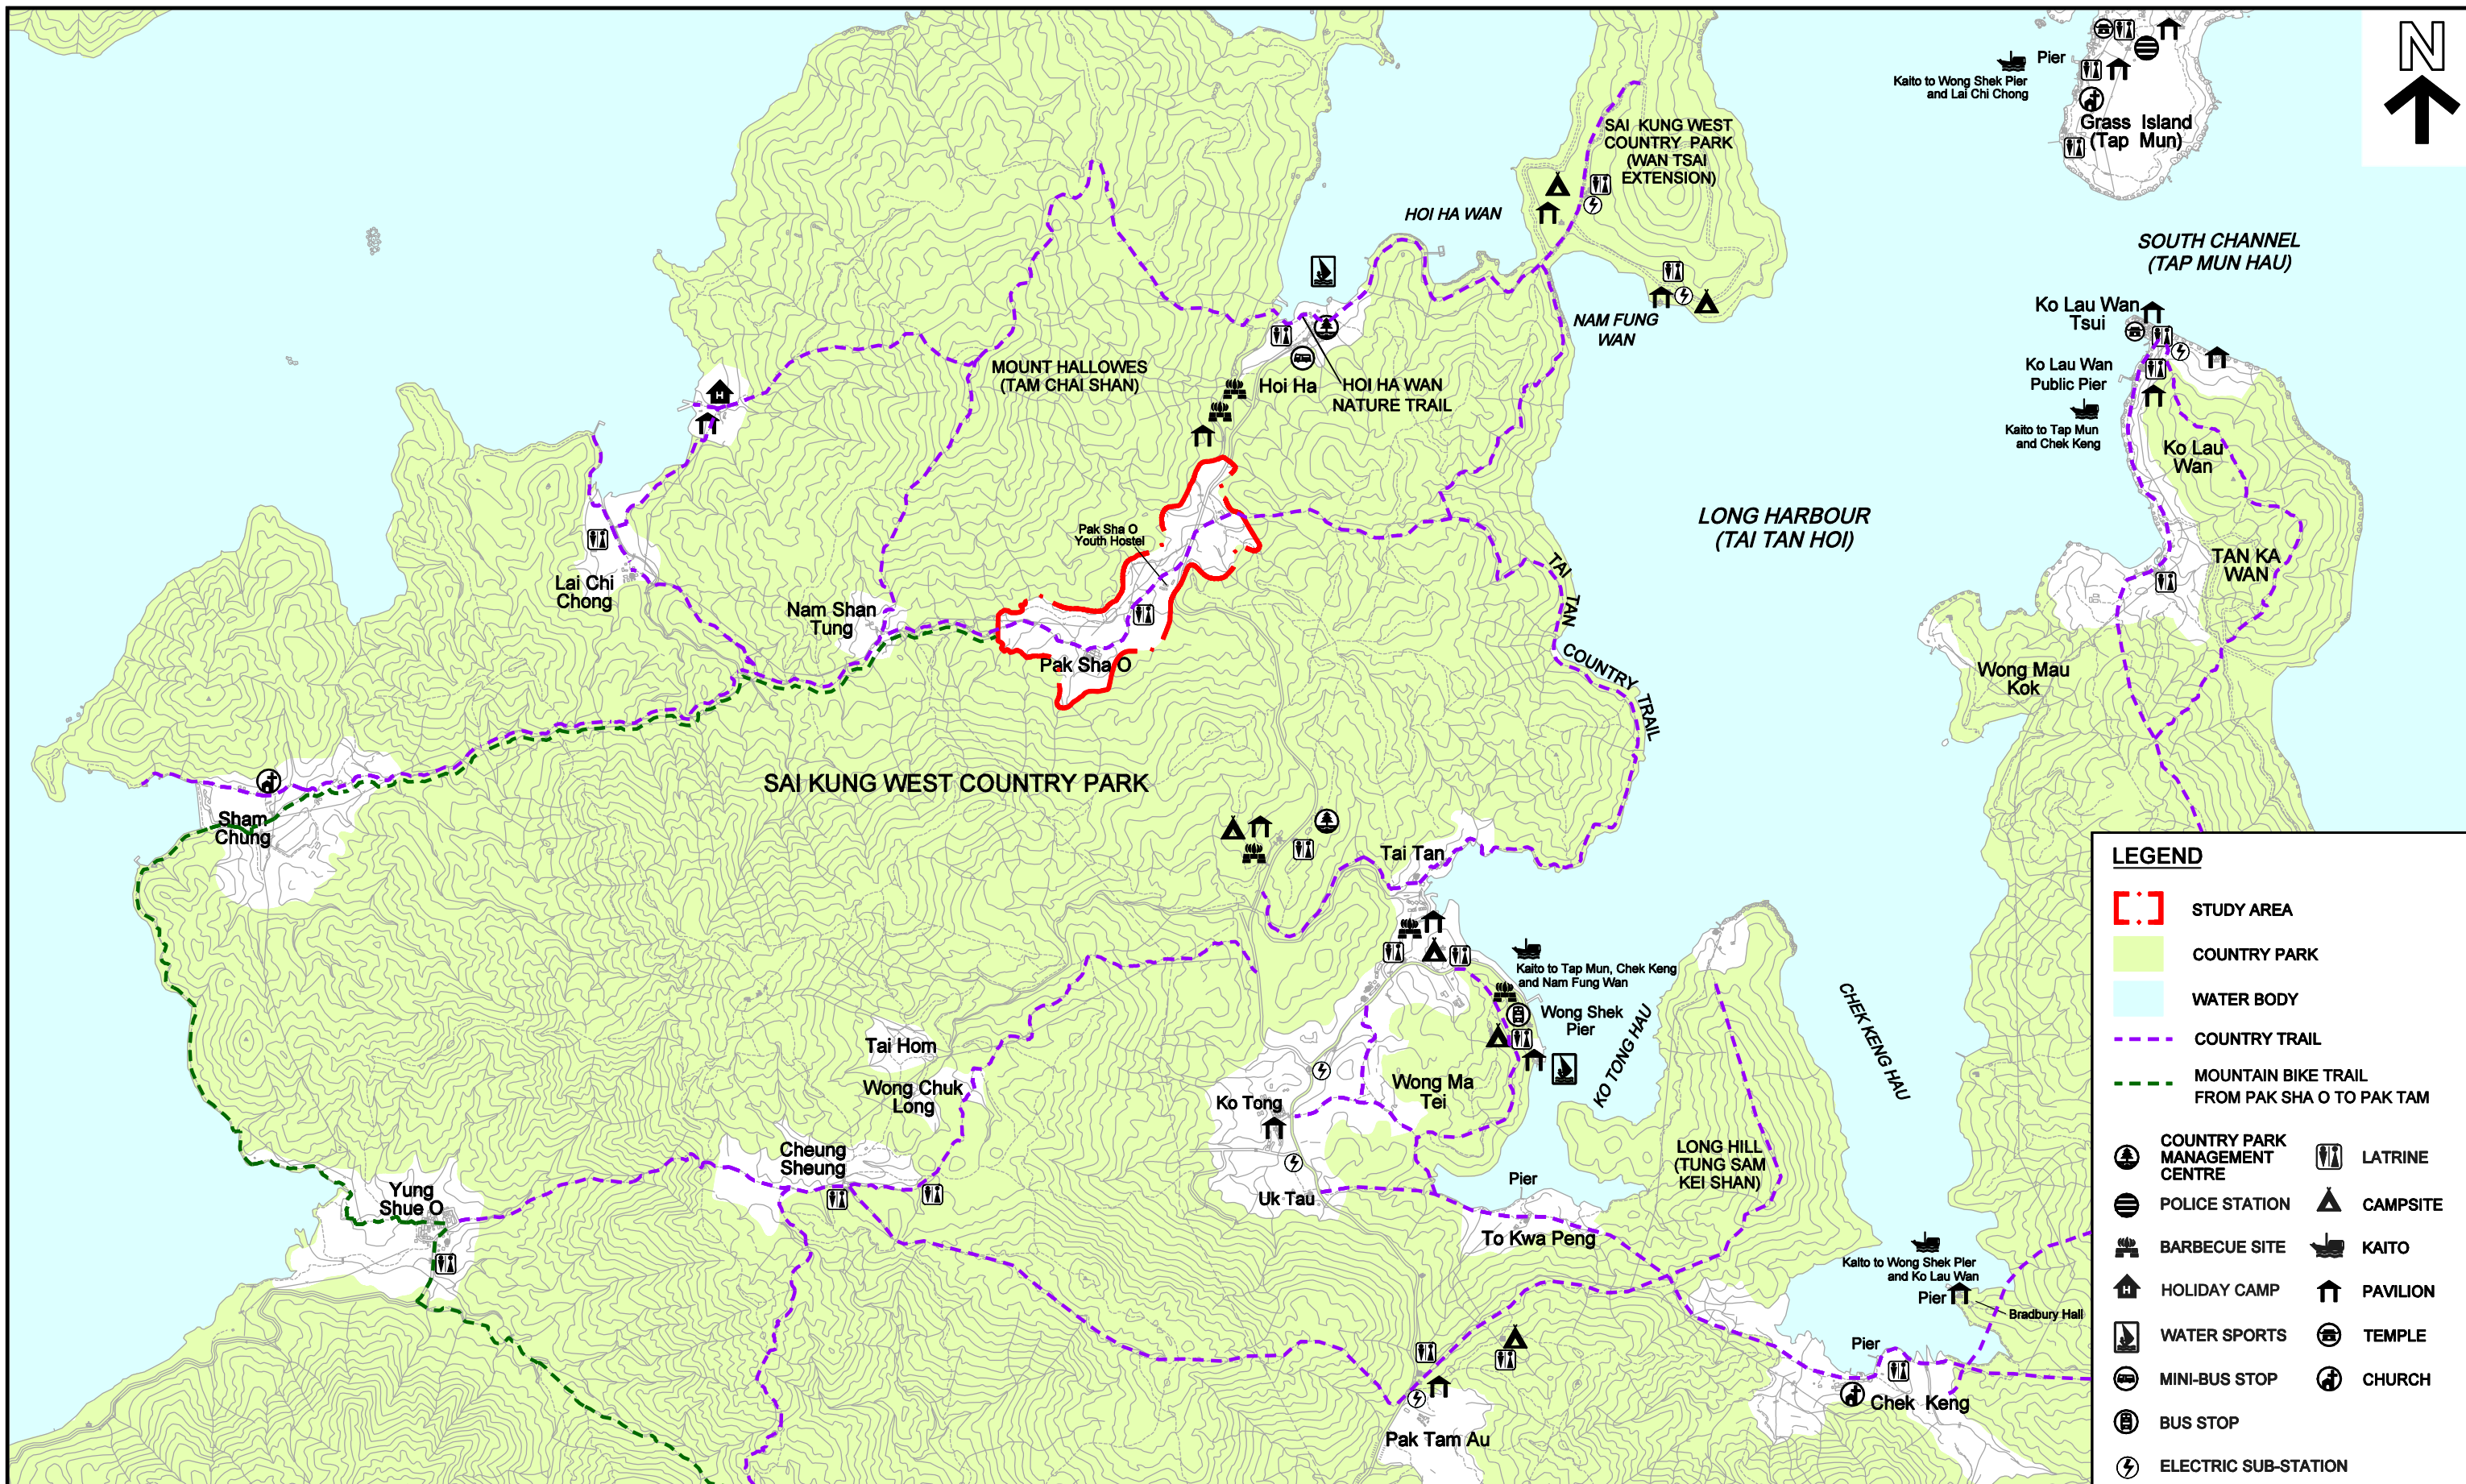 N
Pier
Kaito to Wong Shek Pier
and Lai Chi Chong
Grass Island
(Tap Mun)
SAI KUNG WEST
COUNTRY PARK
(WAN TSAI
EXTENSION)
HOI HA WAN
SOUTH CHANNEL
(TAP MUN HAU)
NAM FUNG
WAN
Ko Lau Wan
Tsui
Ko Lau Wan
Public Pier
Kaito to Tap Mun
and Chek Keng
Ko Lau
Wan
MOUNT HALLOWES
(TAM CHAI SHAN)
Hoi Ha
HOI HA WAN
NATURE TRAIL
H
LONG HARBOUR
(TAI TAN HOI)
Pak Sha O
Youth Hostel
TAI TAN COUNTRY TRAIL
TAN KA
WAN
Lai Chi
Chong
Nam Shan
Tung
Pak Sha O
Wong Mau
Kok
SAI KUNG WEST COUNTRY PARK
Sham
Chung
Tai Tan
Kaito to Tap Mun, Chek Keng
and Nam Fung Wan
Wong Shek
Pier
KO TONG HAU
CHEK KENG HAU
Tai Hom
Wong Chuk
Long
Wong Ma
Tei
Ko Tong
Cheung
Sheung
LONG HILL
(TUNG SAM
KEI SHAN)
Yung
Shue O
Uk Tau
Pier
To Kwa Peng
Kaito to Wong Shek Pier
and Ko Lau Wan
Pier
Bradbury Hall
Pier
Chek Keng
Pak Tam Au
LEGEND
STUDY AREA
COUNTRY PARK
WATER BODY
COUNTRY TRAIL
MOUNTAIN BIKE TRAIL
FROM PAK SHA O TO PAK TAM
COUNTRY PARK
MANAGEMENT
CENTRE
LATRINE
POLICE STATION
CAMPSITE
BARBECUE SITE
KAITO
H
HOLIDAY CAMP
PAVILION
WATER SPORTS
TEMPLE
MINI-BUS STOP
CHURCH
BUS STOP
ELECTRIC SUB-STATION